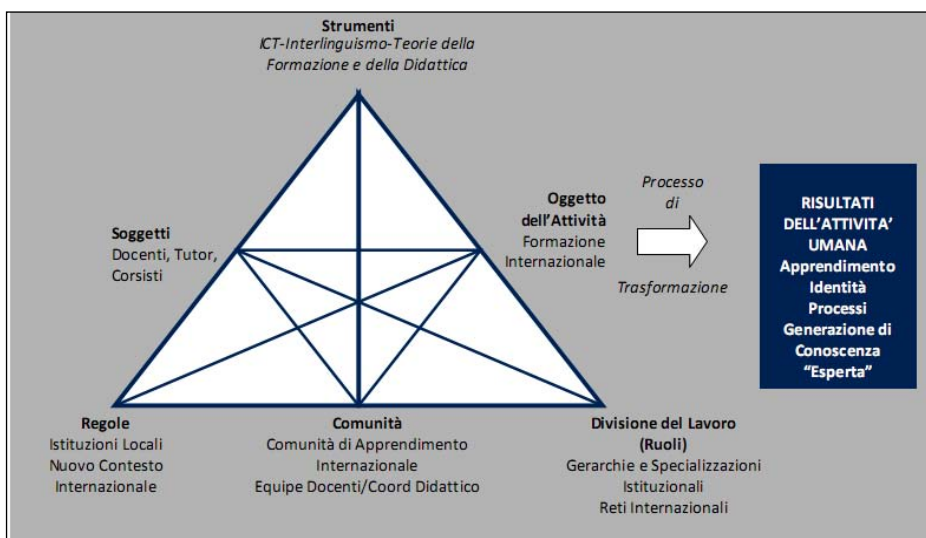 Strumenti
ICT-Interlinguismo-Teorie della
Formazione e della Didattica
Soggetti
Docenti, Tutor,
Corsisti
Oggetto
dell'Attività
Formazione
Internazionale
Processo
di
Trasformazione
RISULTATI
DELL'ATTIVITA'
UMANA
Apprendimento
Identità
Processi
Generazione di
Conoscenza
"Esperta"
Regole
Istituzioni Locali
Nuovo Contesto
Internazionale
Comunità
Comunità di Apprendimento
Internazionale
Equipe Docenti/Coord Didattico
Divisione del Lavoro
(Ruoli)
Gerarchie e Specializzazioni
Istituzionali
Reti Internazionali